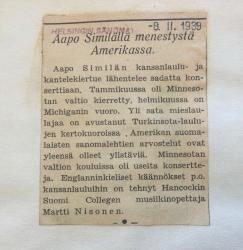 HELSINGIN SANOMAT
-8. II. 1939
Aapo Similällä menestystä
Amerikassa.
Aapo Similän kansanlaulu- ja
kantelekiertue lähentelee sadatta kon-
serttiaan, Tammikuussa oli Minneso-
tan valtio kierretty, helmikuussa on
Michiganin vuoro. Yli sata mieslau-
lajaa on avustanut Turkinsota-laulu-
jen kertokuoroissa, Amerikan suoma-
laisten sanomalehtien arvostelut ovat
yleensä olleet ylistäviä. Minnesotan
valtion kouluissa oli useita konsertte-
ja. Englanninkieliset käännökset p.o.
kansanlauluihin on tehnyt Hancockin
Suomi Collegen musiikinopettaja
Martti Nisonen.